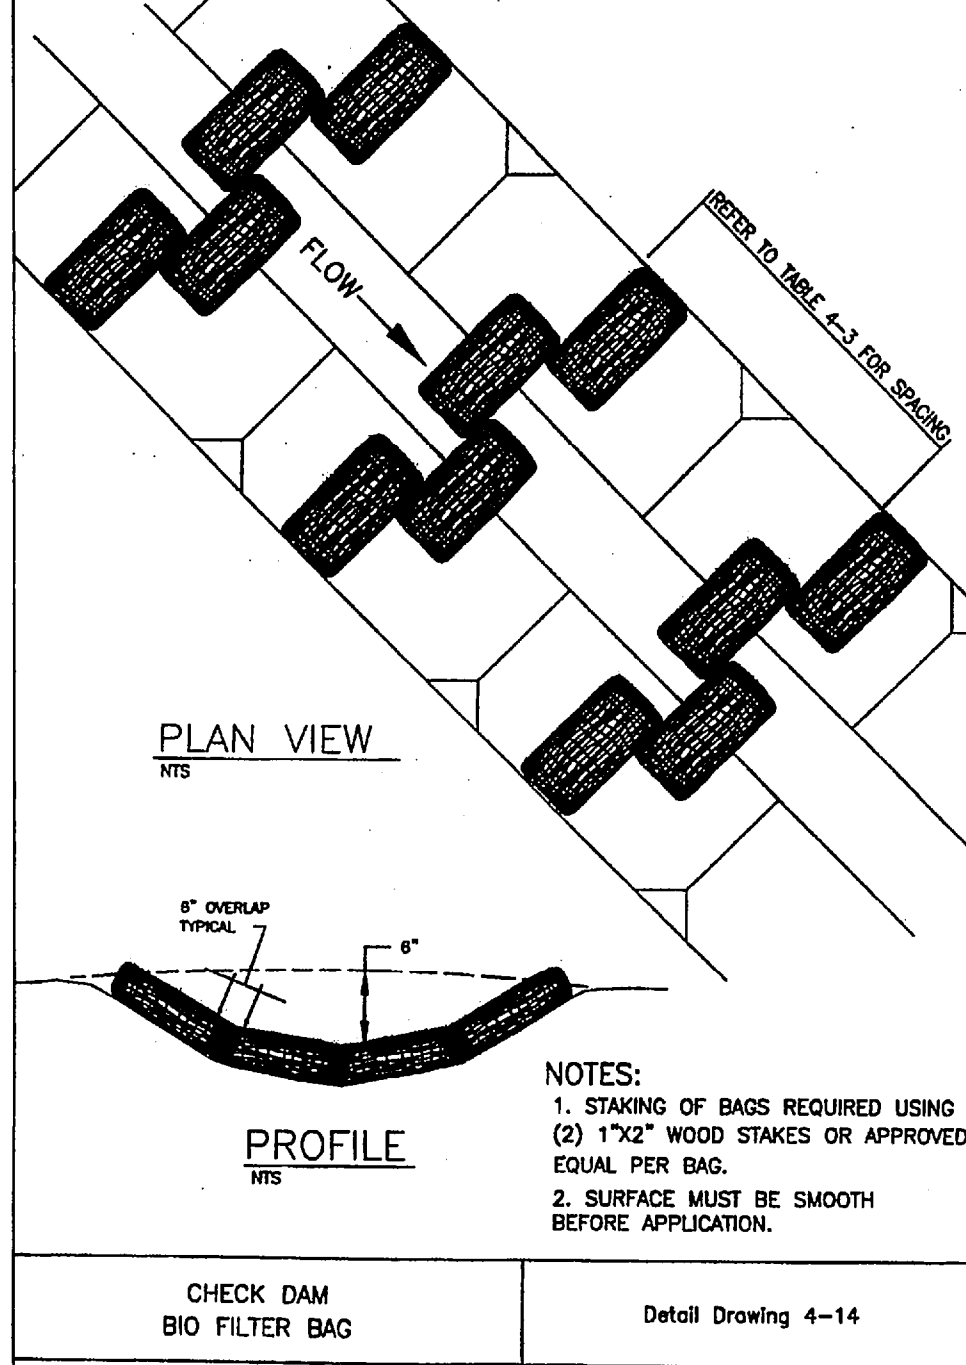 FLOW
REFER TO TABLE 4-3 FOR SPACING
PLAN VIEW
NTS
6" OVERLAP
TYPICAL
6"
PROFILE
NTS
NOTES:
1. STAKING OF BAGS REQUIRED USING
(2) 1"X2" WOOD STAKES OR APPROVED
EQUAL PER BAG.
2. SURFACE MUST BE SMOOTH
BEFORE APPLICATION.
CHECK DAM
BIO FILTER BAG
Detail Drawing 4-14